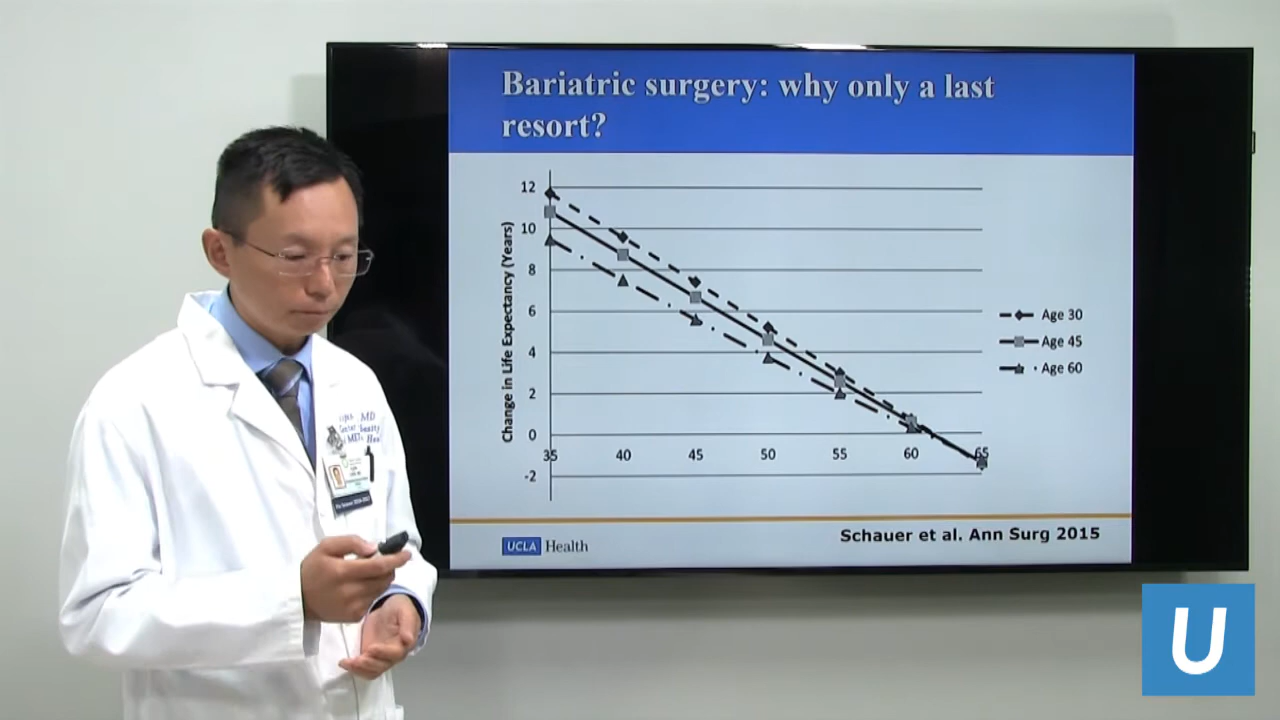 Bariatric surgery: why only a last
resort?
12
10
8
6
4
2
0
-2
Change in Life Expectancy (Years)
35
40
45
50
55
60
65
Age 30
Age 45
Age 60
Schauer et al. Ann Surg 2015
UCLA Health
MD
U